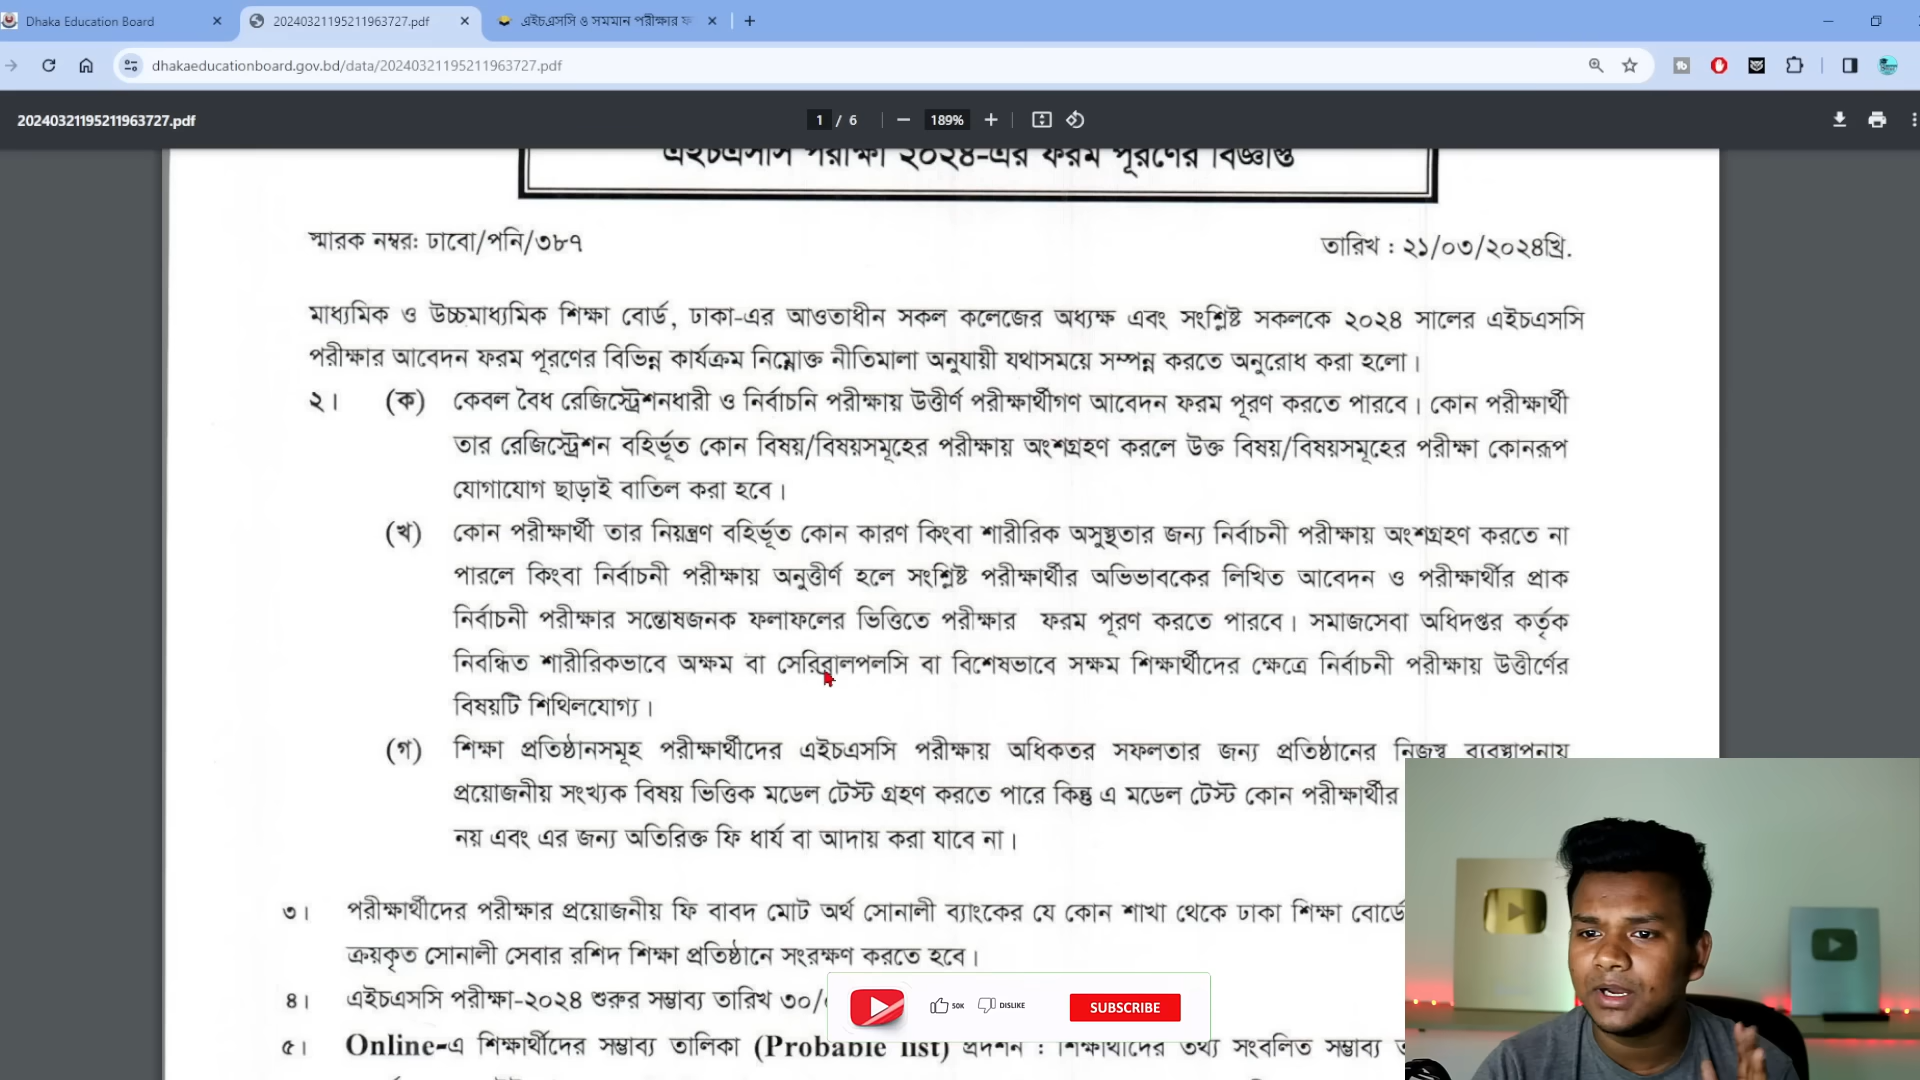 Dhaka Education Board
20240321195211963727.pdf
এইচএসসি ও সমমান পরীক্ষার ফ
dhakaeducationboard.gov.bd/data/20240321195211963727.pdf
20240321195211963727.pdf
1 / 6
189%
এইচএসসি পরীক্ষা ২০২৪-এর ফরম পূরণের বিজ্ঞপ্তি
স্মারক নম্বর: ঢাবো/পনি/৩৮৭
তারিখ : ২১/০৩/২০২৪খ্রি.
মাধ্যমিক ও উচ্চমাধ্যমিক শিক্ষা বোর্ড, ঢাকা-এর আওতাধীন সকল কলেজের অধ্যক্ষ এবং সংশ্লিষ্ট সকলকে ২০২৪ সালের এইচএসসি
পরীক্ষার আবেদন ফরম পূরণের বিভিন্ন কার্যক্রম নিম্নোক্ত নীতিমালা অনুযায়ী যথাসময়ে সম্পন্ন করতে অনুরোধ করা হলো।
২। (ক) কেবল বৈধ রেজিস্ট্রেশনধারী ও নির্বাচনি পরীক্ষায় উত্তীর্ণ পরীক্ষার্থীগণ আবেদন ফরম পূরণ করতে পারবে। কোন পরীক্ষার্থী
তার রেজিস্ট্রেশন বহির্ভূত কোন বিষয়/বিষয়সমূহের পরীক্ষায় অংশগ্রহণ করলে উক্ত বিষয়/বিষয়সমূহের পরীক্ষা কোনরূপ
যোগাযোগ ছাড়াই বাতিল করা হবে।
(খ) কোন পরীক্ষার্থী তার নিয়ন্ত্রণ বহির্ভূত কোন কারণ কিংবা শারীরিক অসুস্থতার জন্য নির্বাচনী পরীক্ষায় অংশগ্রহণ করতে না
পারলে কিংবা নির্বাচনী পরীক্ষায় অনুত্তীর্ণ হলে সংশ্লিষ্ট পরীক্ষার্থীর অভিভাবকের লিখিত আবেদন ও পরীক্ষার্থীর প্রাক
নির্বাচনী পরীক্ষার সন্তোষজনক ফলাফলের ভিত্তিতে পরীক্ষার ফরম পূরণ করতে পারবে। সমাজসেবা অধিদপ্তর কর্তৃক
নিবন্ধিত শারীরিকভাবে অক্ষম বা সেরিব্রালপলসি বা বিশেষভাবে সক্ষম শিক্ষার্থীদের ক্ষেত্রে নির্বাচনী পরীক্ষায় উত্তীর্ণের
বিষয়টি শিথিলযোগ্য।
(গ) শিক্ষা প্রতিষ্ঠানসমূহ পরীক্ষার্থীদের এইচএসসি পরীক্ষায় অধিকতর সফলতার জন্য প্রতিষ্ঠানের নিজস্ব ব্যবস্থাপনায়
প্রয়োজনীয় সংখ্যক বিষয় ভিত্তিক মডেল টেস্ট গ্রহণ করতে পারে কিন্তু এ মডেল টেস্ট কোন পরীক্ষার্থীর
নয় এবং এর জন্য অতিরিক্ত ফি ধার্য বা আদায় করা যাবে না।
৩। পরীক্ষার্থীদের পরীক্ষার প্রয়োজনীয় ফি বাবদ মোট অর্থ সোনালী ব্যাংকের যে কোন শাখা থেকে ঢাকা শিক্ষা বোর্ডে
ক্রয়কৃত সোনালী সেবার রশিদ শিক্ষা প্রতিষ্ঠানে সংরক্ষণ করতে হবে।
৪। এইচএসসি পরীক্ষা-২০২৪ শুরুর সম্ভাব্য তারিখ ৩০/
50K
DISLIKE
SUBSCRIBE
৫। Online-এ শিক্ষার্থীদের সম্ভাব্য তালিকা (Probable list) প্রদর্শন : শিক্ষার্থীদের তথ্য সংবলিত সম্ভাব্য